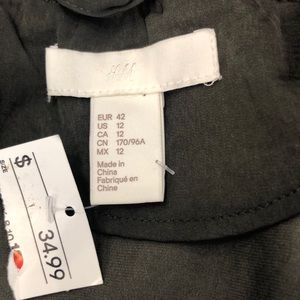 H&M
EUR 42
US 12
CA 12
CN 170/96A
MX 12
Made in
China
Fabriqué en
Chine
SIZE
$ 34.99